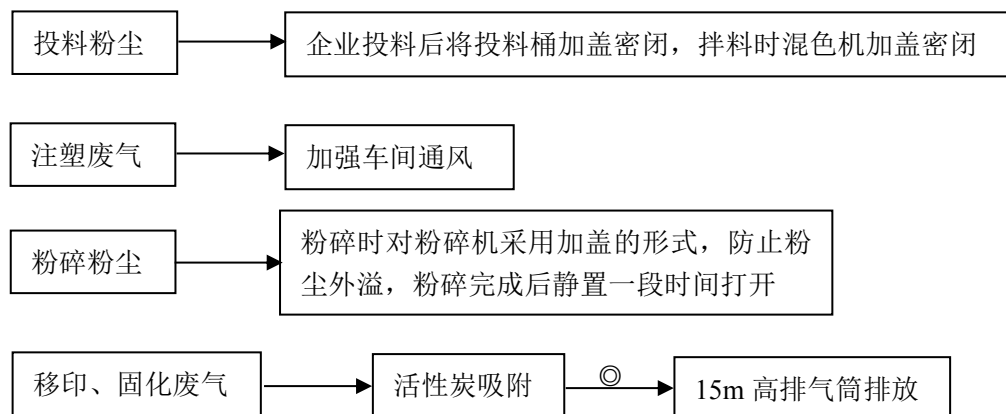 投料粉尘
企业投料后将投料桶加盖密闭，拌料时混色机加盖密闭
注塑废气
加强车间通风
粉碎粉尘
粉碎时对粉碎机采用加盖的形式，防止粉
尘外溢，粉碎完成后静置一段时间打开
移印、固化废气
活性炭吸附
◎
15m 高排气筒排放